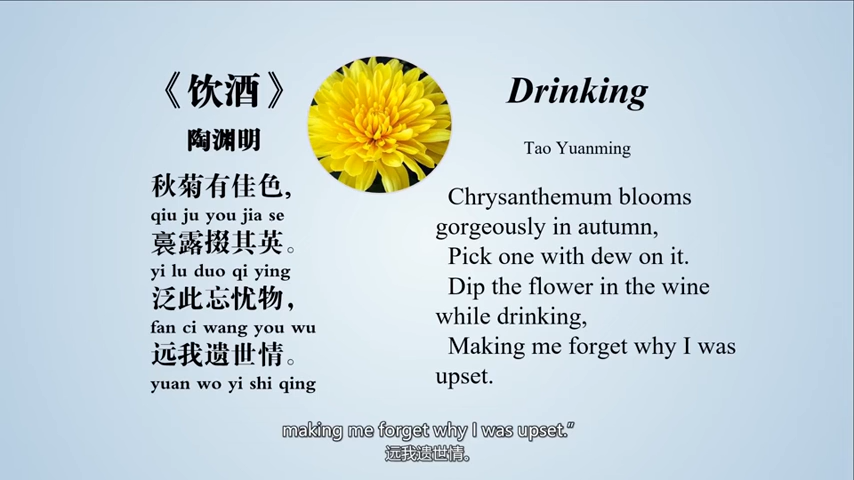 《饮酒》
陶渊明
秋菊有佳色,
qiu ju you jia se
裛露掇其英。
yi lu duo qi ying
泛此忘忧物,
fan ci wang you wu
远我遗世情。
yuan wo yi shi qing
Drinking
Tao Yuanming
Chrysanthemum blooms
gorgeously in autumn,
Pick one with dew on it.
Dip the flower in the wine
while drinking,
Making me forget why I was
upset.
making me forget why I was upset.”
远我遗世情。